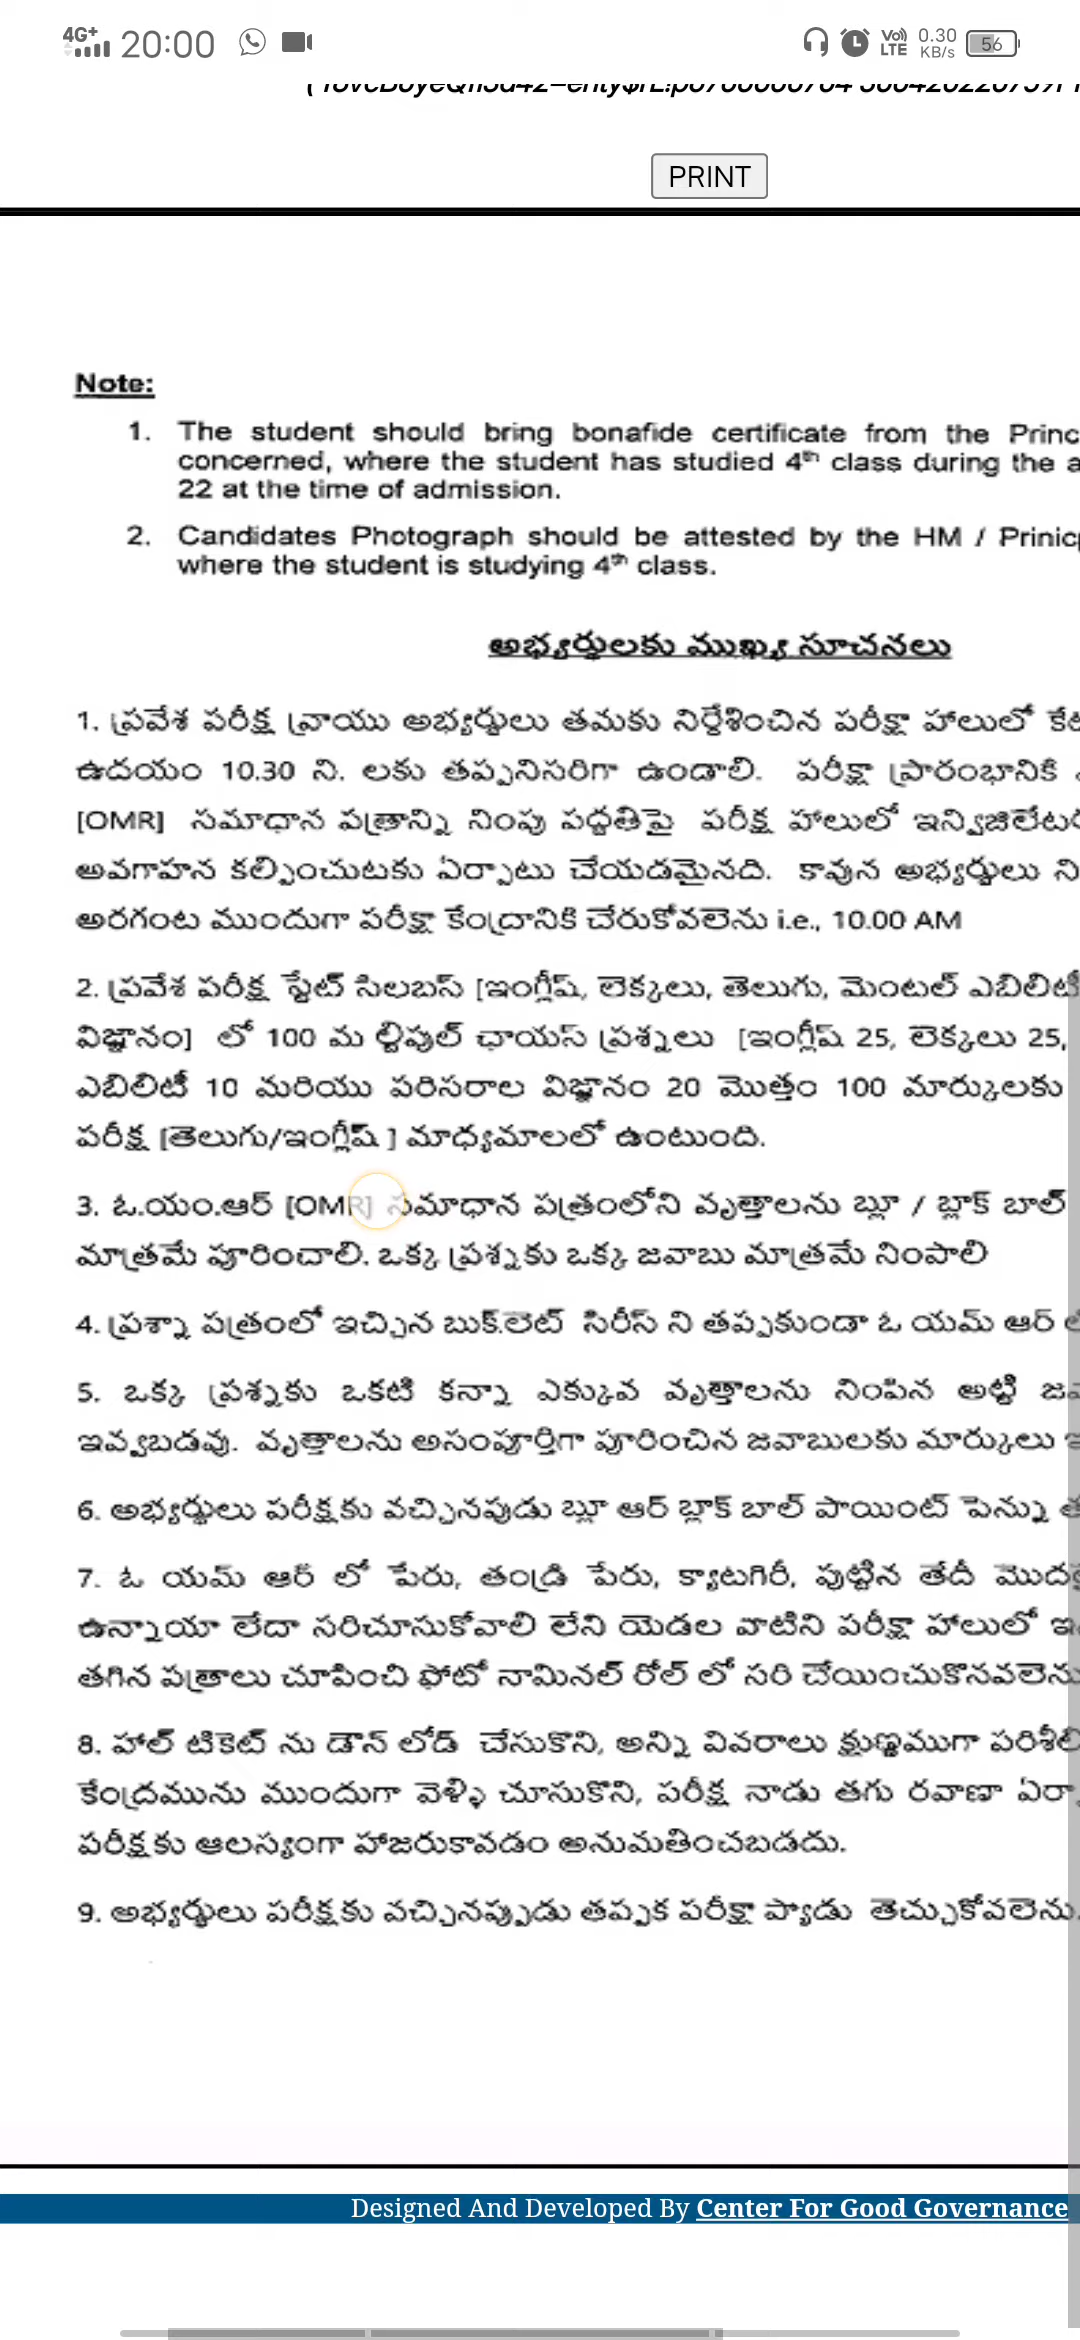 4G+ 20:00 Vo) LTE 0.30 KB/s 56
PRINT
Note:
1. The student should bring bonafide certificate from the Princ
concerned, where the student has studied 4th class during the a
22 at the time of admission.
2. Candidates Photograph should be attested by the HM / Prinic
where the student is studying 4th class.
అభ్యర్థులకు ముఖ్య సూచనలు
1. ప్రవేశ పరీక్ష వ్రాయు అభ్యర్థులు తమకు నిర్దేశించిన పరీక్షా హాలులో
ఉదయం 10.30 ని. లకు తప్పనిసరిగా ఉండాలి. పరీక్షా ప్రారంభానికి
[OMR] సమాధాన పత్రాన్ని నింపు పద్ధతిపై పరీక్ష హాలులో ఇన్విజిలేటర్
అవగాహన కల్పించుటకు ఏర్పాటు చేయడమైనది. కావున అభ్యర్థులు ని
అరగంట ముందుగా పరీక్షా కేంద్రానికి చేరుకోవలెను i.e., 10.00 AM
2. ప్రవేశ పరీక్ష స్టేట్ సిలబస్ [ఇంగ్లీష్, లెక్కలు, తెలుగు, మెంటల్ ఎబిలిటీ
విజ్ఞానం] లో 100 మ ల్టిపుల్ ఛాయస్ ప్రశ్నలు [ఇంగ్లీష్ 25, లెక్కలు 25,
ఎబిలిటీ 10 మరియు పరిసరాల విజ్ఞానం 20 మొత్తం 100 మార్కులకు
పరీక్ష [తెలుగు/ఇంగ్లీష్ ] మాధ్యమాలలో ఉంటుంది.
3. ఓ.యం.ఆర్ [OMR] సమాధాన పత్రంలోని వృత్తాలను బ్లూ / బ్లాక్ బాల్
మాత్రమే పూరించాలి. ఒక్క ప్రశ్నకు ఒక్క జవాబు మాత్రమే నింపాలి
4. ప్రశ్నా పత్రంలో ఇచ్చిన బుక్‌లెట్ సిరీస్ ని తప్పకుండా ఓ యమ్ ఆర్
5. ఒక్క ప్రశ్నకు ఒకటి కన్నా ఎక్కువ వృత్తాలను నింపిన అట్టి
ఇవ్వబడవు. వృత్తాలను అసంపూర్తిగా పూరించిన జవాబులకు మార్కులు
6. అభ్యర్థులు పరీక్షకు వచ్చినపుడు బ్లూ ఆర్ బ్లాక్ బాల్ పాయింట్ పెన్ను
7. ఓ యమ్ ఆర్ లో పేరు, తండ్రి పేరు, క్యాటగిరీ, పుట్టిన తేదీ
ఉన్నాయా లేదా సరిచూసుకోవాలి లేని యెడల వాటిని పరీక్షా హాలులో
తగిన పత్రాలు చూపించి ఫోటో నామినల్ రోల్ లో సరి చేయించుకొనవలెను
8. హాల్ టికెట్ ను డౌన్ లోడ్ చేసుకొని, అన్ని వివరాలు క్షుణ్ణముగా
కేంద్రమును ముందుగా వెళ్ళి చూసుకొని, పరీక్ష నాడు తగు రవాణా
పరీక్షకు ఆలస్యంగా హాజరుకావడం అనుమతించబడదు.
9. అభ్యర్థులు పరీక్షకు వచ్చినప్పుడు తప్పక పరీక్షా ప్యాడు తెచ్చుకోవలెను.
Designed And Developed By Center For Good Governance